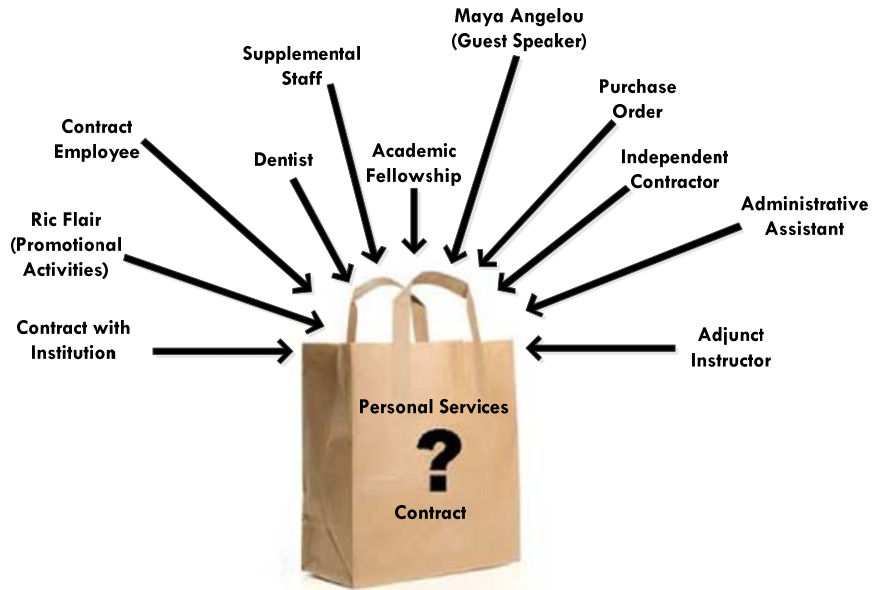 Maya Angelou
(Guest Speaker)
Supplemental
Staff
Purchase
Order
Contract
Employee
Dentist
Academic
Fellowship
Independent
Contractor
Administrative
Assistant
Ric Flair
(Promotional
Activities)
Contract with
Institution
Adjunct
Instructor
Personal Services
?
Contract